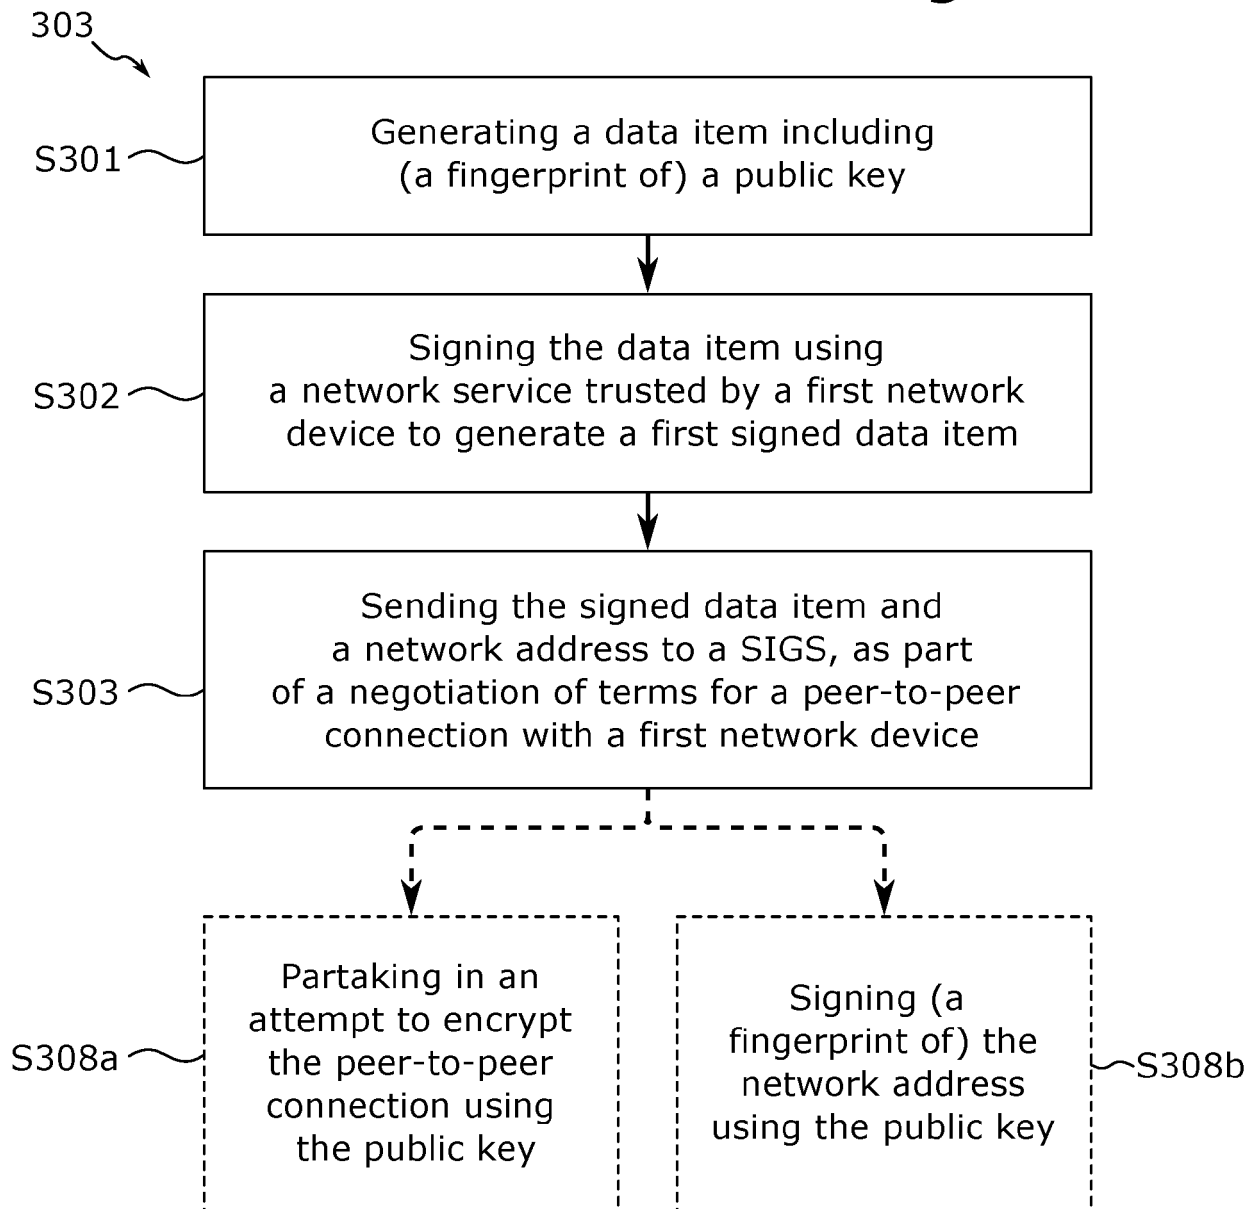 303
S301
Generating a data item including
(a fingerprint of) a public key
S302
Signing the data item using
a network service trusted by a first network
device to generate a first signed data item
S303
Sending the signed data item and
a network address to a SIGS, as part
of a negotiation of terms for a peer-to-peer
connection with a first network device
S308a
Partaking in an
attempt to encrypt
the peer-to-peer
connection using
the public key
Signing (a
fingerprint of) the
network address
using the public key
S308b